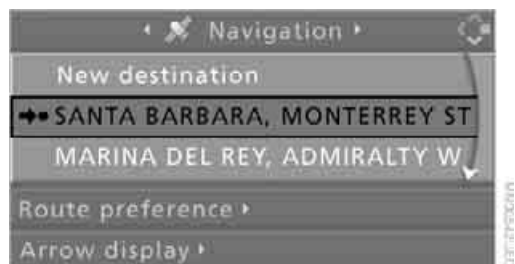 Navigation
New destination
SANTA BARBARA, MONTERREY ST
MARINA DEL REY, ADMIRALTY W
Route preference
Arrow display